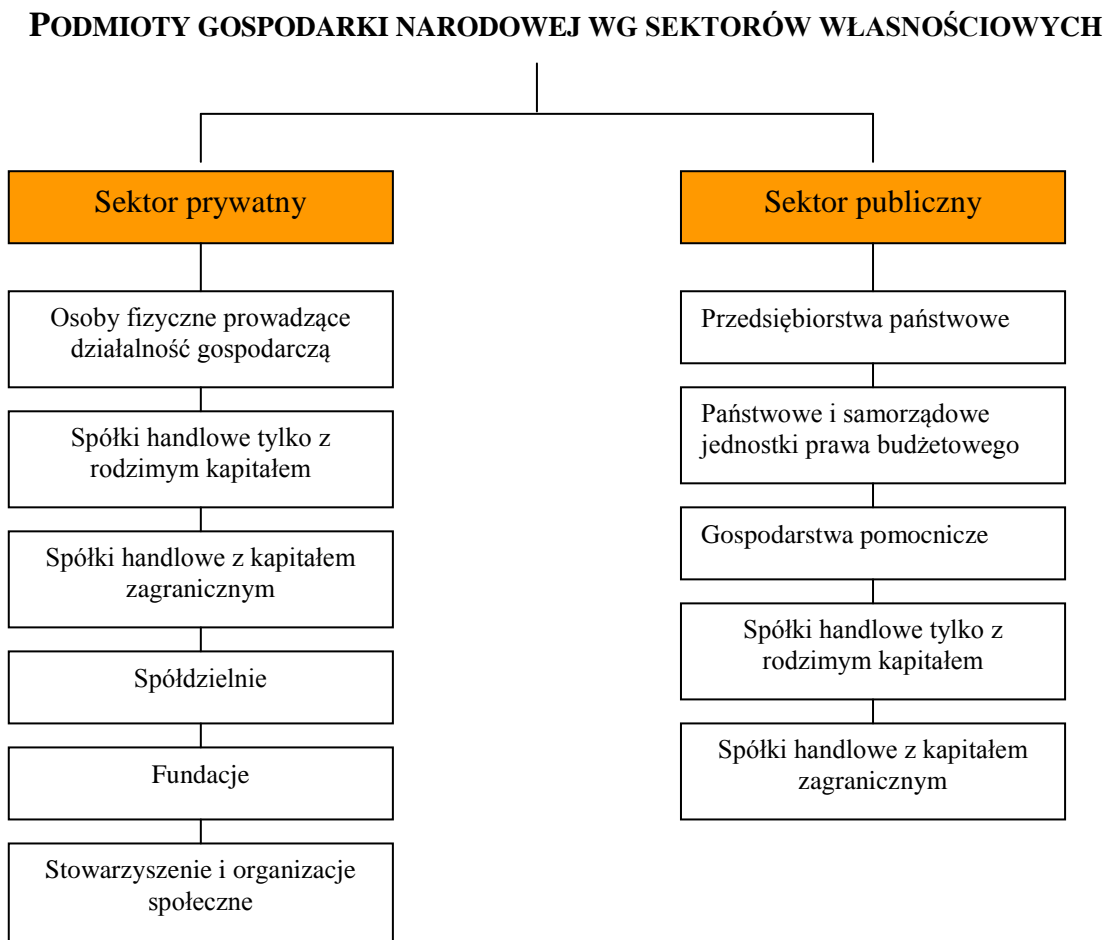 PODMIOTY GOSPODARKI NARODOWEJ WG SEKTORÓW WŁASNOŚCIOWYCH
Sektor prywatny
Osoby fizyczne prowadzące
działalność gospodarczą
Spółki handlowe tylko z
rodzimym kapitałem
Spółki handlowe z kapitałem
zagranicznym
Spółdzielnie
Fundacje
Stowarzyszenie i organizacje
społeczne
Sektor publiczny
Przedsiębiorstwa państwowe
Państwowe i samorządowe
jednostki prawa budżetowego
Gospodarstwa pomocnicze
Spółki handlowe tylko z
rodzimym kapitałem
Spółki handlowe z kapitałem
zagranicznym